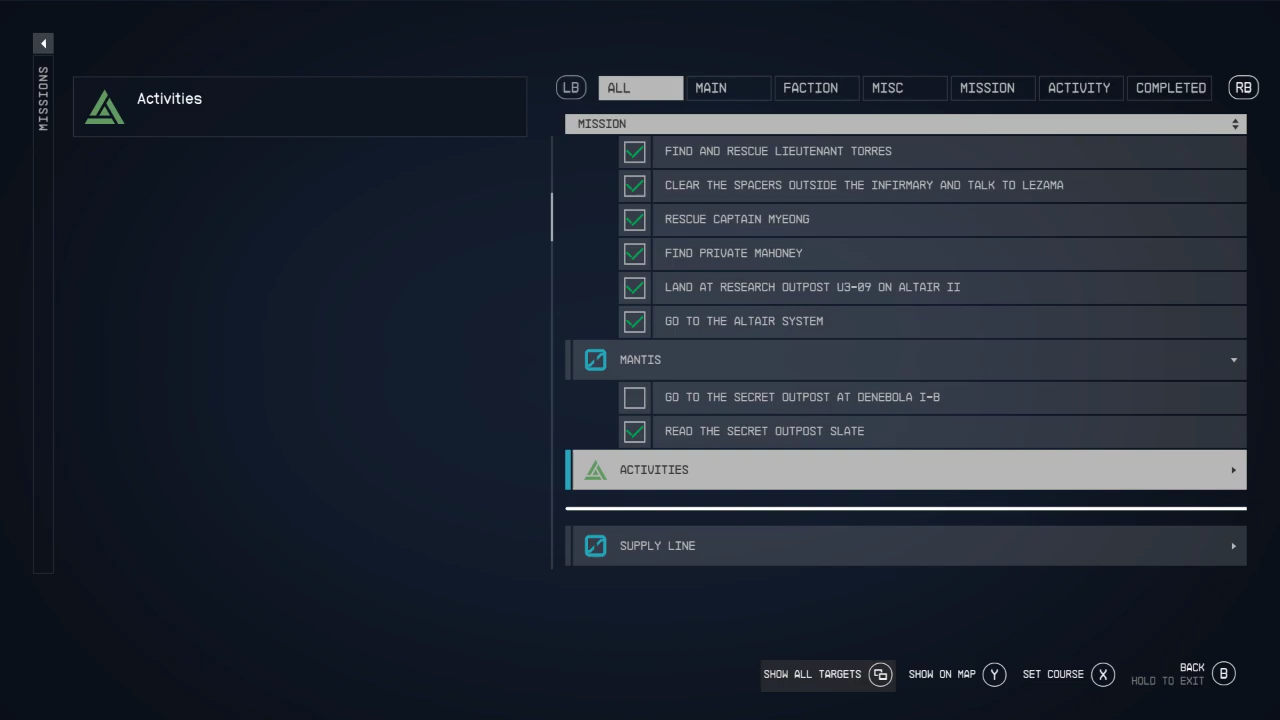 MISSIONS
Activities
LB
ALL
MAIN
FACTION
MISC
MISSION
ACTIVITY
COMPLETED
RB
MISSION
FIND AND RESCUE LIEUTENANT TORRES
CLEAR THE SPACERS OUTSIDE THE INFIRMARY AND TALK TO LEZAMA
RESCUE CAPTAIN MYEONG
FIND PRIVATE MAHONEY
LAND AT RESEARCH OUTPOST U3-09 ON ALTAIR II
GO TO THE ALTAIR SYSTEM
MANTIS
GO TO THE SECRET OUTPOST AT DENEBOLA I-B
READ THE SECRET OUTPOST SLATE
ACTIVITIES
SUPPLY LINE
SHOW ALL TARGETS
SHOW ON MAP Y
SET COURSE X
BACK B
HOLD TO EXIT